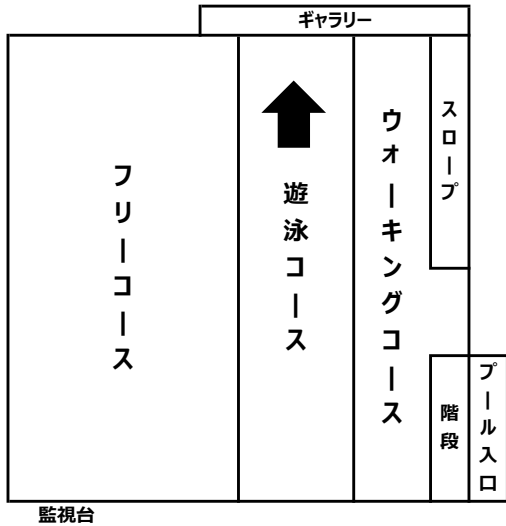 ギャラリー
フリーコース
遊泳コース
ウォーキングコース
スロープ
階段
プール入口
監視台